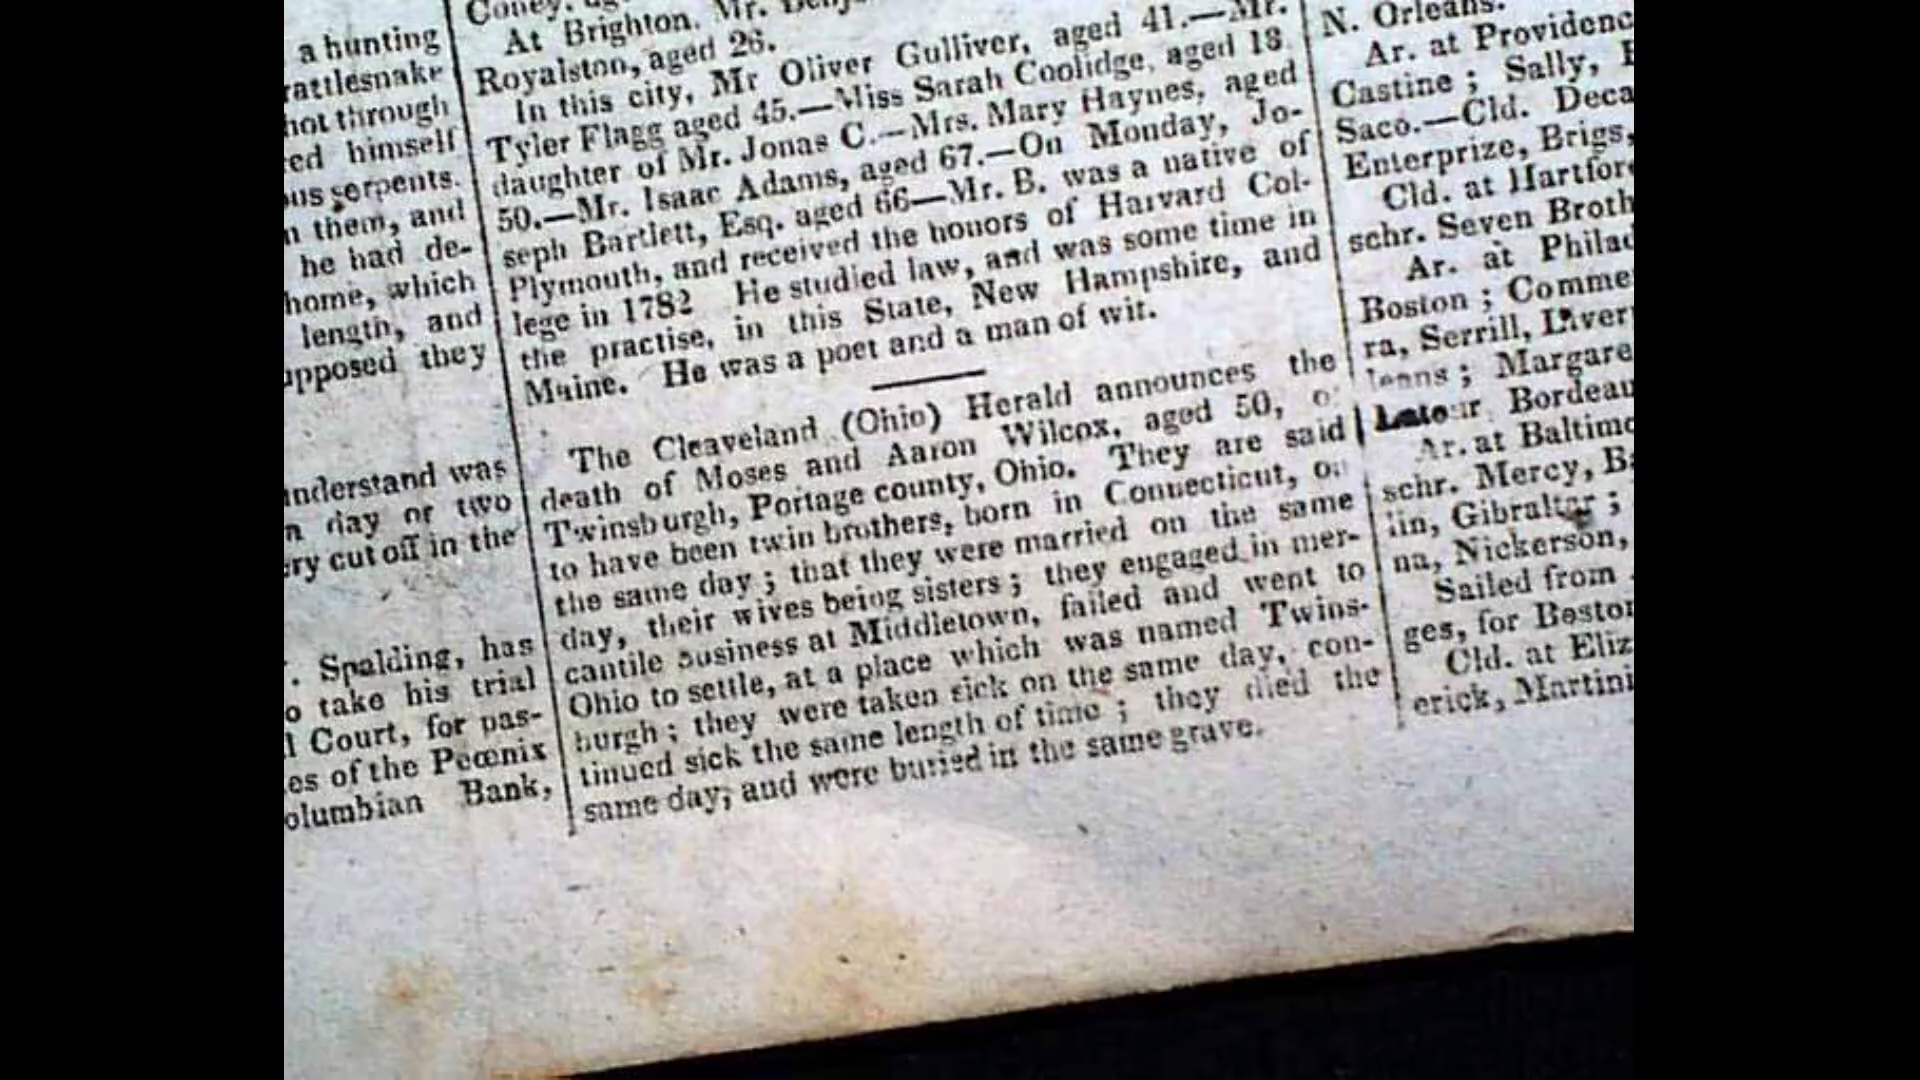 a hunting
rattlesnake
not through
ed himself
ous serpents.
n them, and
he had de-
home, which
length, and
upposed they
understand was
n day or two
ery cut off in the
. Spalding, has
o take his trial
l Court, for pas-
es of the Pœœnix
olumbian Bank,
At Brighton, Mr.
Royalston, aged 26.
In this city, Mr Oliver Gulliver, aged 41.—Mr.
Tyler Flagg aged 45.—Miss Sarah Coolidge, aged 18
daughter of Mr. Jonas C.—Mrs. Mary Haynes, aged
50.—Mr. Isaac Adams, aged 67.—On Monday, Jo-
seph Bartlett, Esq. aged 66—Mr. B. was a native of
Plymouth, and received the honors of Harvard Col-
lege in 1782 He studied law, and was some time in
the practise, in this State, New Hampshire, and
Maine. He was a poet and a man of wit.
The Cleaveland (Ohio) Herald announces the
death of Moses and Aaron Wilcox, aged 50, o
Twinsburgh, Portage county, Ohio. They are said
to have been twin brothers, born in Connecticut, on
the same day; that they were married on the same
day, their wives being sisters; they engaged in mer-
cantile business at Middletown, failed and went to
Ohio to settle, at a place which was named Twins-
burgh; they were taken sick on the same day, con-
tinued sick the same length of time; they died the
same day; and were buried in the same grave.
N. Orleans.
Ar. at Providenc
Castine; Sally,
Saco.—Cld. Deca
Enterprize, Brigs,
Cld. at Hartfor
schr. Seven Broth
Ar. at Philad
Boston; Comme
ra, Serrill, Liver
leans; Margare
Latour Bordeau
Ar. at Baltimo
schr. Mercy, Ba
lin, Gibraltar;
na, Nickerson,
Sailed from
ges, for Boston
Cld. at Eliz
erick, Martini